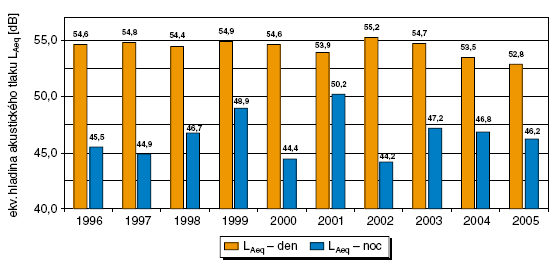 ekv. hladina akustického tlaku LAeq [dB]
55,0
50,0
45,0
40,0
54,6 54,8 54,4 54,9 54,6 53,9 55,2 54,7 53,5 52,8
45,5 44,9 46,7 48,9 44,4 50,2 44,2 47,2 46,8 46,2
1996 1997 1998 1999 2000 2001 2002 2003 2004 2005
LAeq – den LAeq – noc